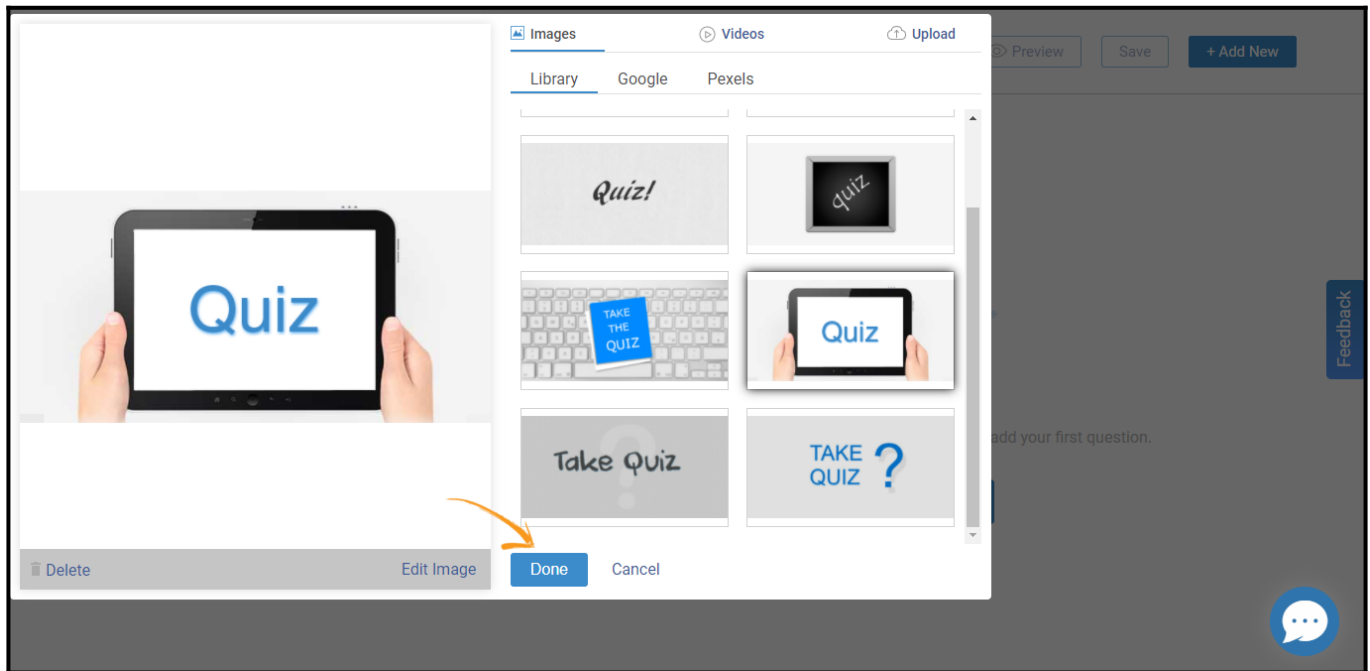 Images
Videos
Upload
Preview
Save
+ Add New
Library
Google
Pexels
Quiz!
quiz
Quiz
TAKE
THE
QUIZ
Quiz
Feedback
add your first question.
Take Quiz
?
TAKE
QUIZ ?
Delete
Edit Image
Done
Cancel